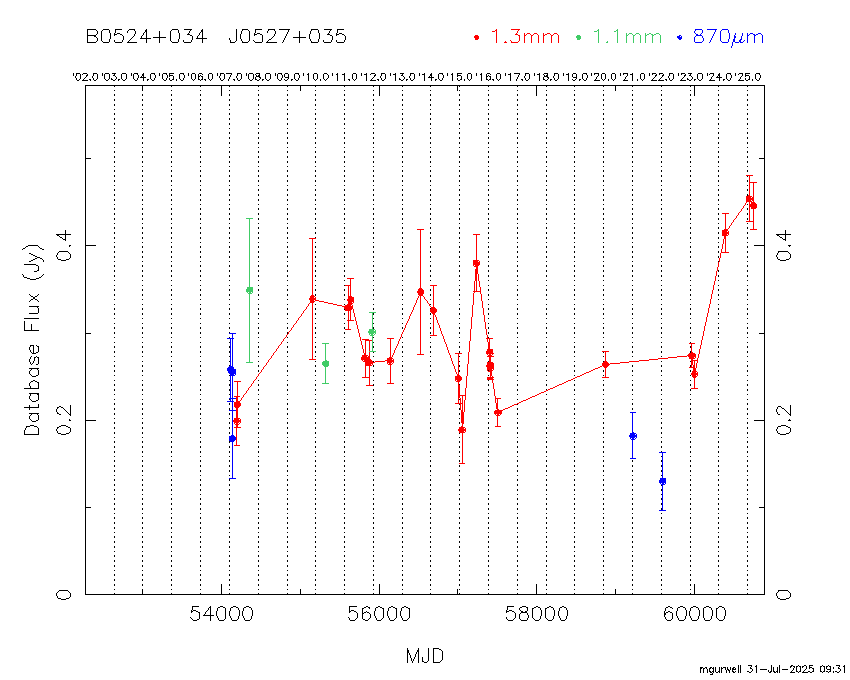 B0524+034 J0527+035 1.3mm 1.1mm 870μm
'02.0 '03.0 '04.0 '05.0 '06.0 '07.0 '08.0 '09.0 '10.0 '11.0 '12.0 '13.0 '14.0 '15.0 '16.0 '17.0 '18.0 '19.0 '20.0 '21.0 '22.0 '23.0 '24.0 '25.0
Database Flux (Jy)
0.4 0.4
0.2 0.2
0 0
54000 56000 58000 60000
MJD
mgurwell 31-Jul-2025 09:31